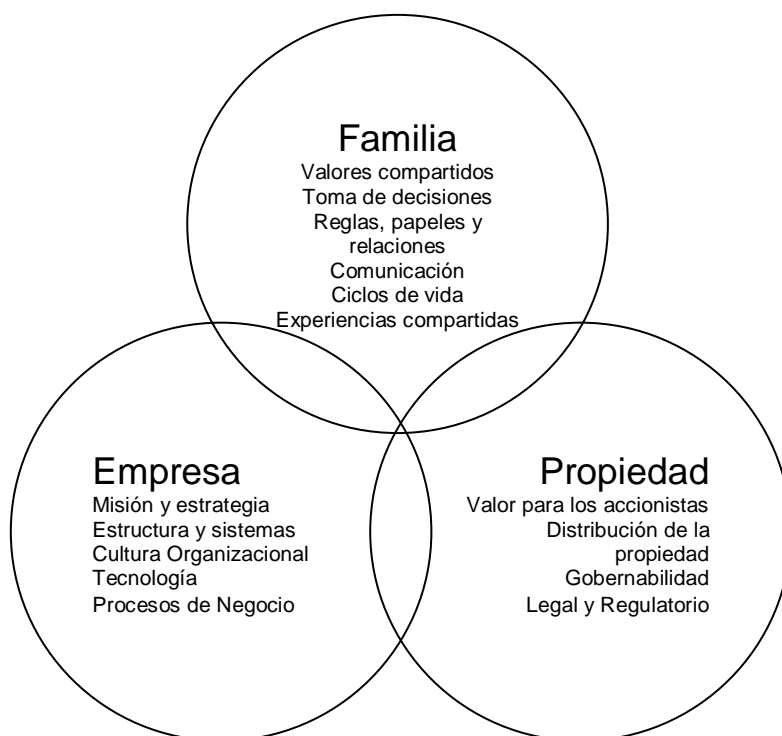 Familia
Valores compartidos
Toma de decisiones
Reglas, papeles y
relaciones
Comunicación
Ciclos de vida
Experiencias compartidas
Empresa
Misión y estrategia
Estructura y sistemas
Cultura Organizacional
Tecnología
Procesos de Negocio
Propiedad
Valor para los accionistas
Distribución de la
propiedad
Gobernabilidad
Legal y Regulatorio